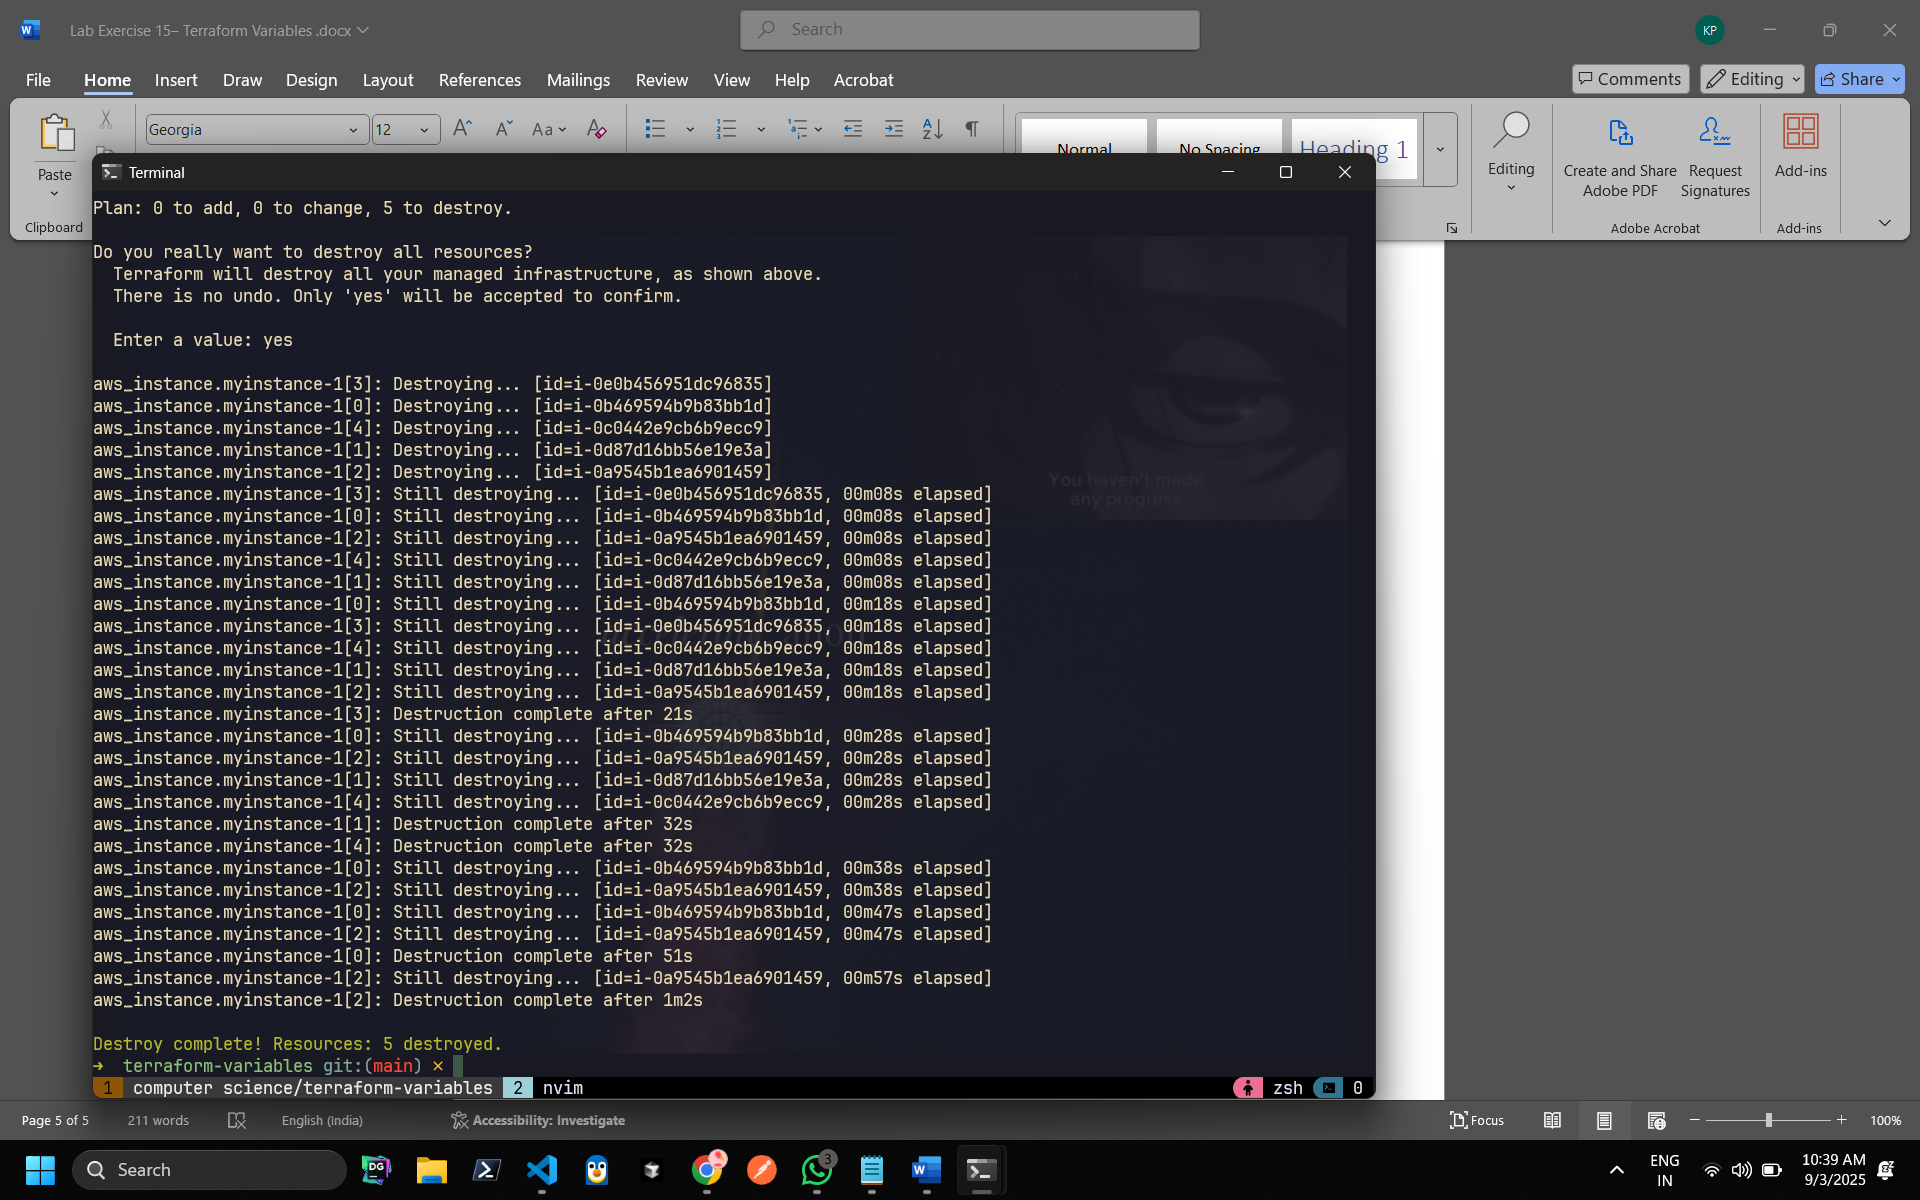 Lab Exercise 15– Terraform Variables .docx
Search
KP
File Home Insert Draw Design Layout References Mailings Review View Help Acrobat
Comments Editing Share
Georgia 12 Aa
Normal No Spacing Heading 1
Paste
Clipboard
Editing
Create and Share Adobe PDF
Request Signatures
Add-ins
Adobe Acrobat
Add-ins
Terminal
Plan: 0 to add, 0 to change, 5 to destroy.
Do you really want to destroy all resources?
Terraform will destroy all your managed infrastructure, as shown above.
There is no undo. Only 'yes' will be accepted to confirm.
Enter a value: yes
aws_instance.myinstance-1[3]: Destroying... [id=i-0e0b456951dc96835]
aws_instance.myinstance-1[0]: Destroying... [id=i-0b469594b9b83bb1d]
aws_instance.myinstance-1[4]: Destroying... [id=i-0c0442e9cb6b9ecc9]
aws_instance.myinstance-1[1]: Destroying... [id=i-0d87d16bb56e19e3a]
aws_instance.myinstance-1[2]: Destroying... [id=i-0a9545b1ea6901459]
aws_instance.myinstance-1[3]: Still destroying... [id=i-0e0b456951dc96835, 00m08s elapsed]
aws_instance.myinstance-1[0]: Still destroying... [id=i-0b469594b9b83bb1d, 00m08s elapsed]
aws_instance.myinstance-1[2]: Still destroying... [id=i-0a9545b1ea6901459, 00m08s elapsed]
aws_instance.myinstance-1[4]: Still destroying... [id=i-0c0442e9cb6b9ecc9, 00m08s elapsed]
aws_instance.myinstance-1[1]: Still destroying... [id=i-0d87d16bb56e19e3a, 00m08s elapsed]
aws_instance.myinstance-1[0]: Still destroying... [id=i-0b469594b9b83bb1d, 00m18s elapsed]
aws_instance.myinstance-1[3]: Still destroying... [id=i-0e0b456951dc96835, 00m18s elapsed]
aws_instance.myinstance-1[4]: Still destroying... [id=i-0c0442e9cb6b9ecc9, 00m18s elapsed]
aws_instance.myinstance-1[1]: Still destroying... [id=i-0d87d16bb56e19e3a, 00m18s elapsed]
aws_instance.myinstance-1[2]: Still destroying... [id=i-0a9545b1ea6901459, 00m18s elapsed]
aws_instance.myinstance-1[3]: Destruction complete after 21s
aws_instance.myinstance-1[0]: Still destroying... [id=i-0b469594b9b83bb1d, 00m28s elapsed]
aws_instance.myinstance-1[2]: Still destroying... [id=i-0a9545b1ea6901459, 00m28s elapsed]
aws_instance.myinstance-1[1]: Still destroying... [id=i-0d87d16bb56e19e3a, 00m28s elapsed]
aws_instance.myinstance-1[4]: Still destroying... [id=i-0c0442e9cb6b9ecc9, 00m28s elapsed]
aws_instance.myinstance-1[1]: Destruction complete after 32s
aws_instance.myinstance-1[4]: Destruction complete after 32s
aws_instance.myinstance-1[0]: Still destroying... [id=i-0b469594b9b83bb1d, 00m38s elapsed]
aws_instance.myinstance-1[2]: Still destroying... [id=i-0a9545b1ea6901459, 00m38s elapsed]
aws_instance.myinstance-1[0]: Still destroying... [id=i-0b469594b9b83bb1d, 00m47s elapsed]
aws_instance.myinstance-1[2]: Still destroying... [id=i-0a9545b1ea6901459, 00m47s elapsed]
aws_instance.myinstance-1[0]: Destruction complete after 51s
aws_instance.myinstance-1[2]: Still destroying... [id=i-0a9545b1ea6901459, 00m57s elapsed]
aws_instance.myinstance-1[2]: Destruction complete after 1m2s
You haven't made
any progress
Destroy complete! Resources: 5 destroyed.
→ terraform-variables git:(main) ×
1 computer science/terraform-variables 2 nvim zsh 0
Page 5 of 5 211 words English (India) Accessibility: Investigate Focus 100%
Search
DG
3
ENG
IN
10:39 AM
9/3/2025